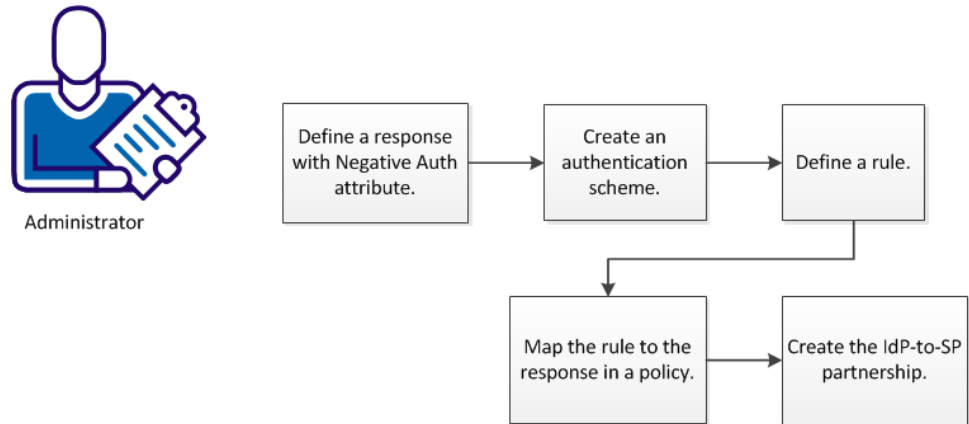 Administrator
Define a response
with Negative Auth
attribute.
Create an
authentication
scheme.
Define a rule.
Map the rule to the
response in a policy.
Create the IdP-to-SP
partnership.